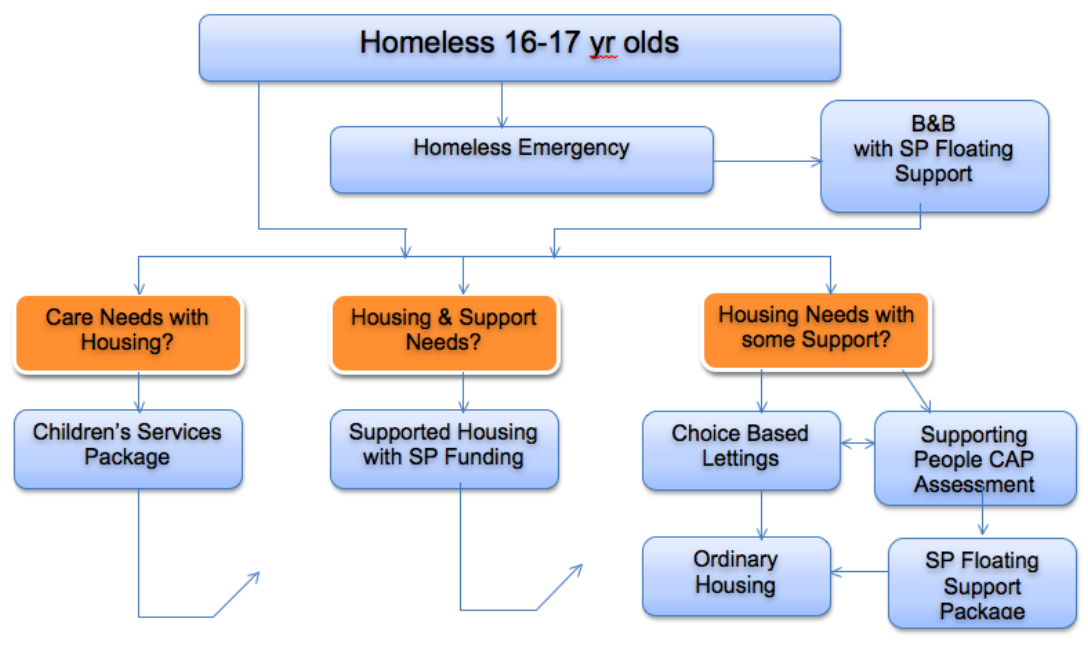 Homeless 16-17 yr olds
Homeless Emergency
B&B
with SP Floating
Support
Care Needs with
Housing?
Housing & Support
Needs?
Housing Needs with
some Support?
Children's Services
Package
Supported Housing
with SP Funding
Choice Based
Lettings
Supporting
People CAP
Assessment
Ordinary
Housing
SP Floating
Support
Package